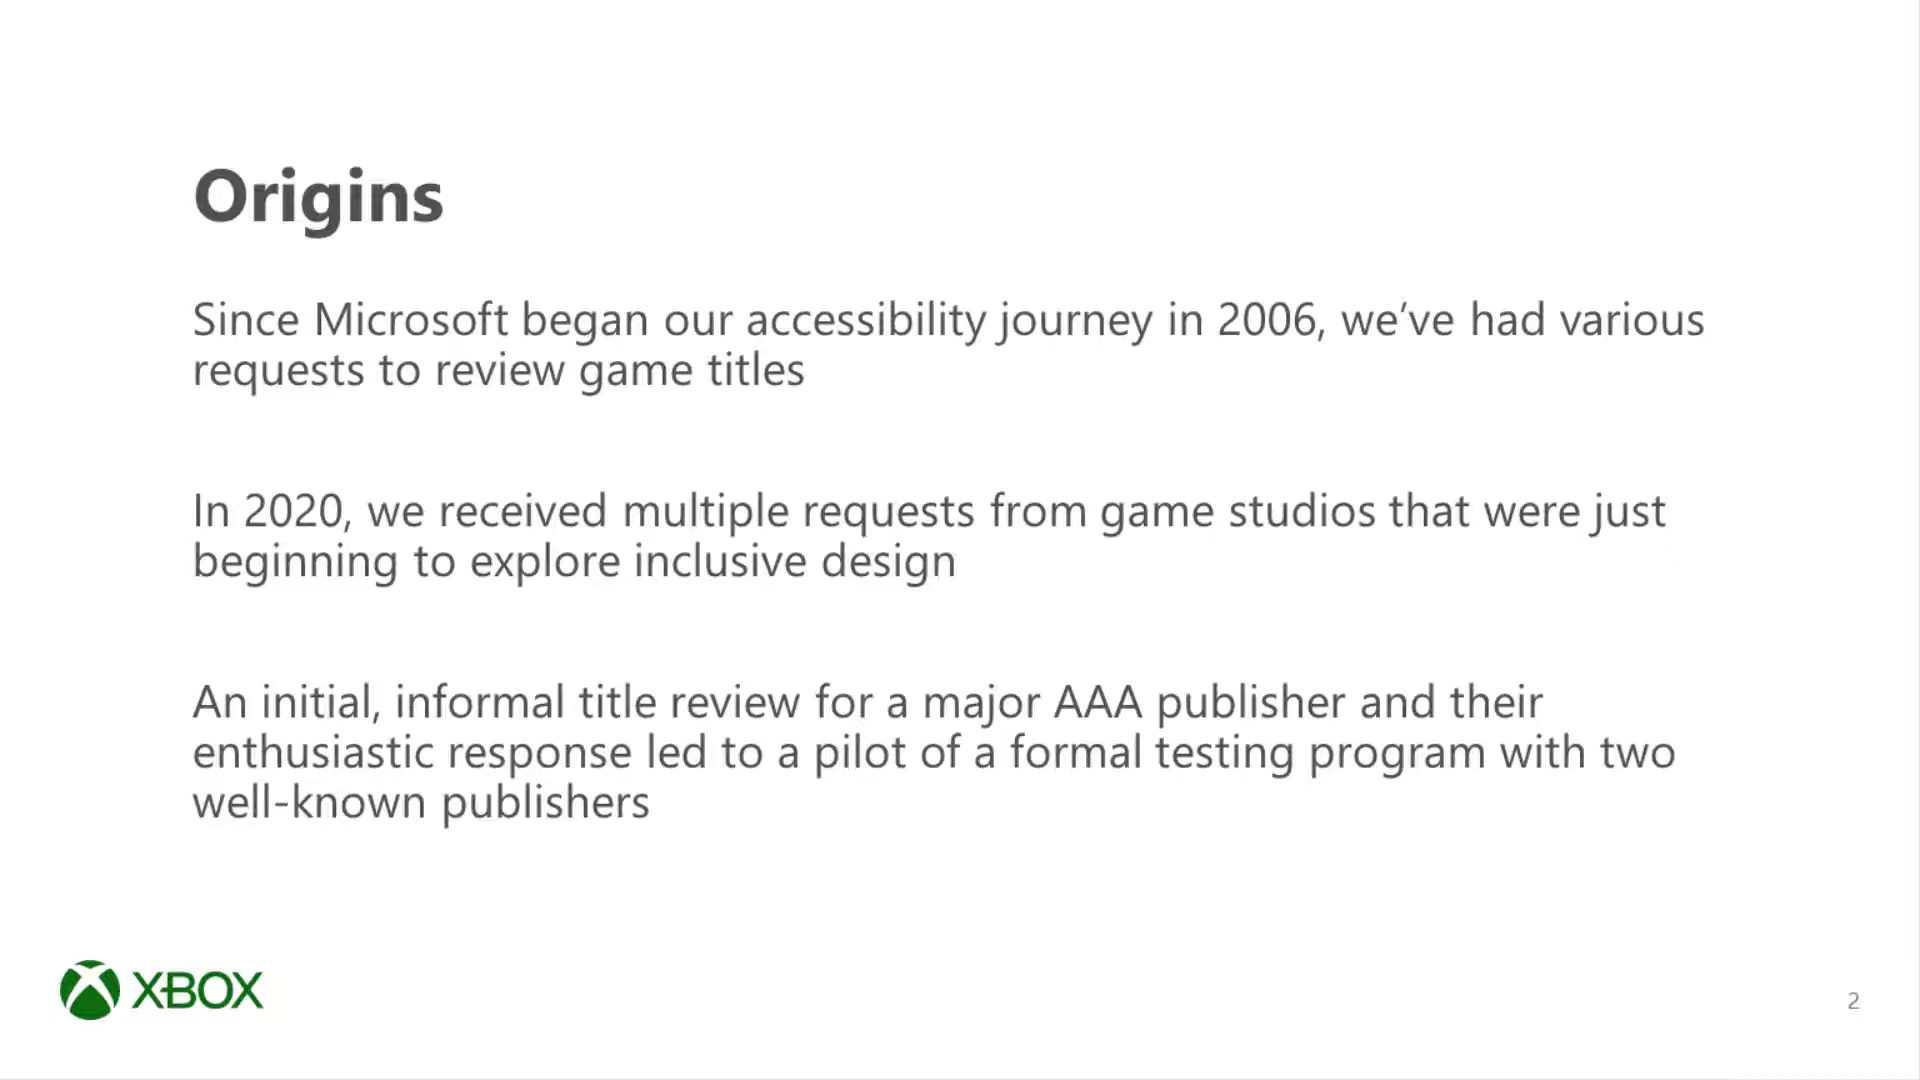 Origins
Since Microsoft began our accessibility journey in 2006, we’ve had various
requests to review game titles
In 2020, we received multiple requests from game studios that were just
beginning to explore inclusive design
An initial, informal title review for a major AAA publisher and their
enthusiastic response led to a pilot of a formal testing program with two
well-known publishers
XBOX
2